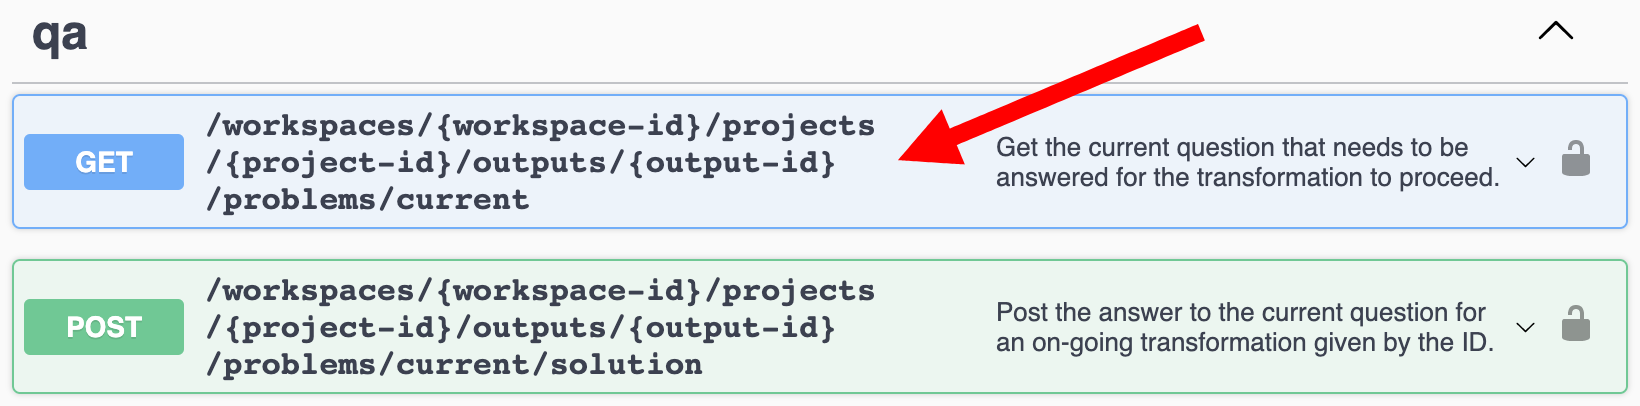 qa
GET
/workspaces/{workspace-id}/projects
/{project-id}/outputs/{output-id}
/problems/current
Get the current question that needs to be
answered for the transformation to proceed.
POST
/workspaces/{workspace-id}/projects
/{project-id}/outputs/{output-id}
/problems/current/solution
Post the answer to the current question for
an on-going transformation given by the ID.